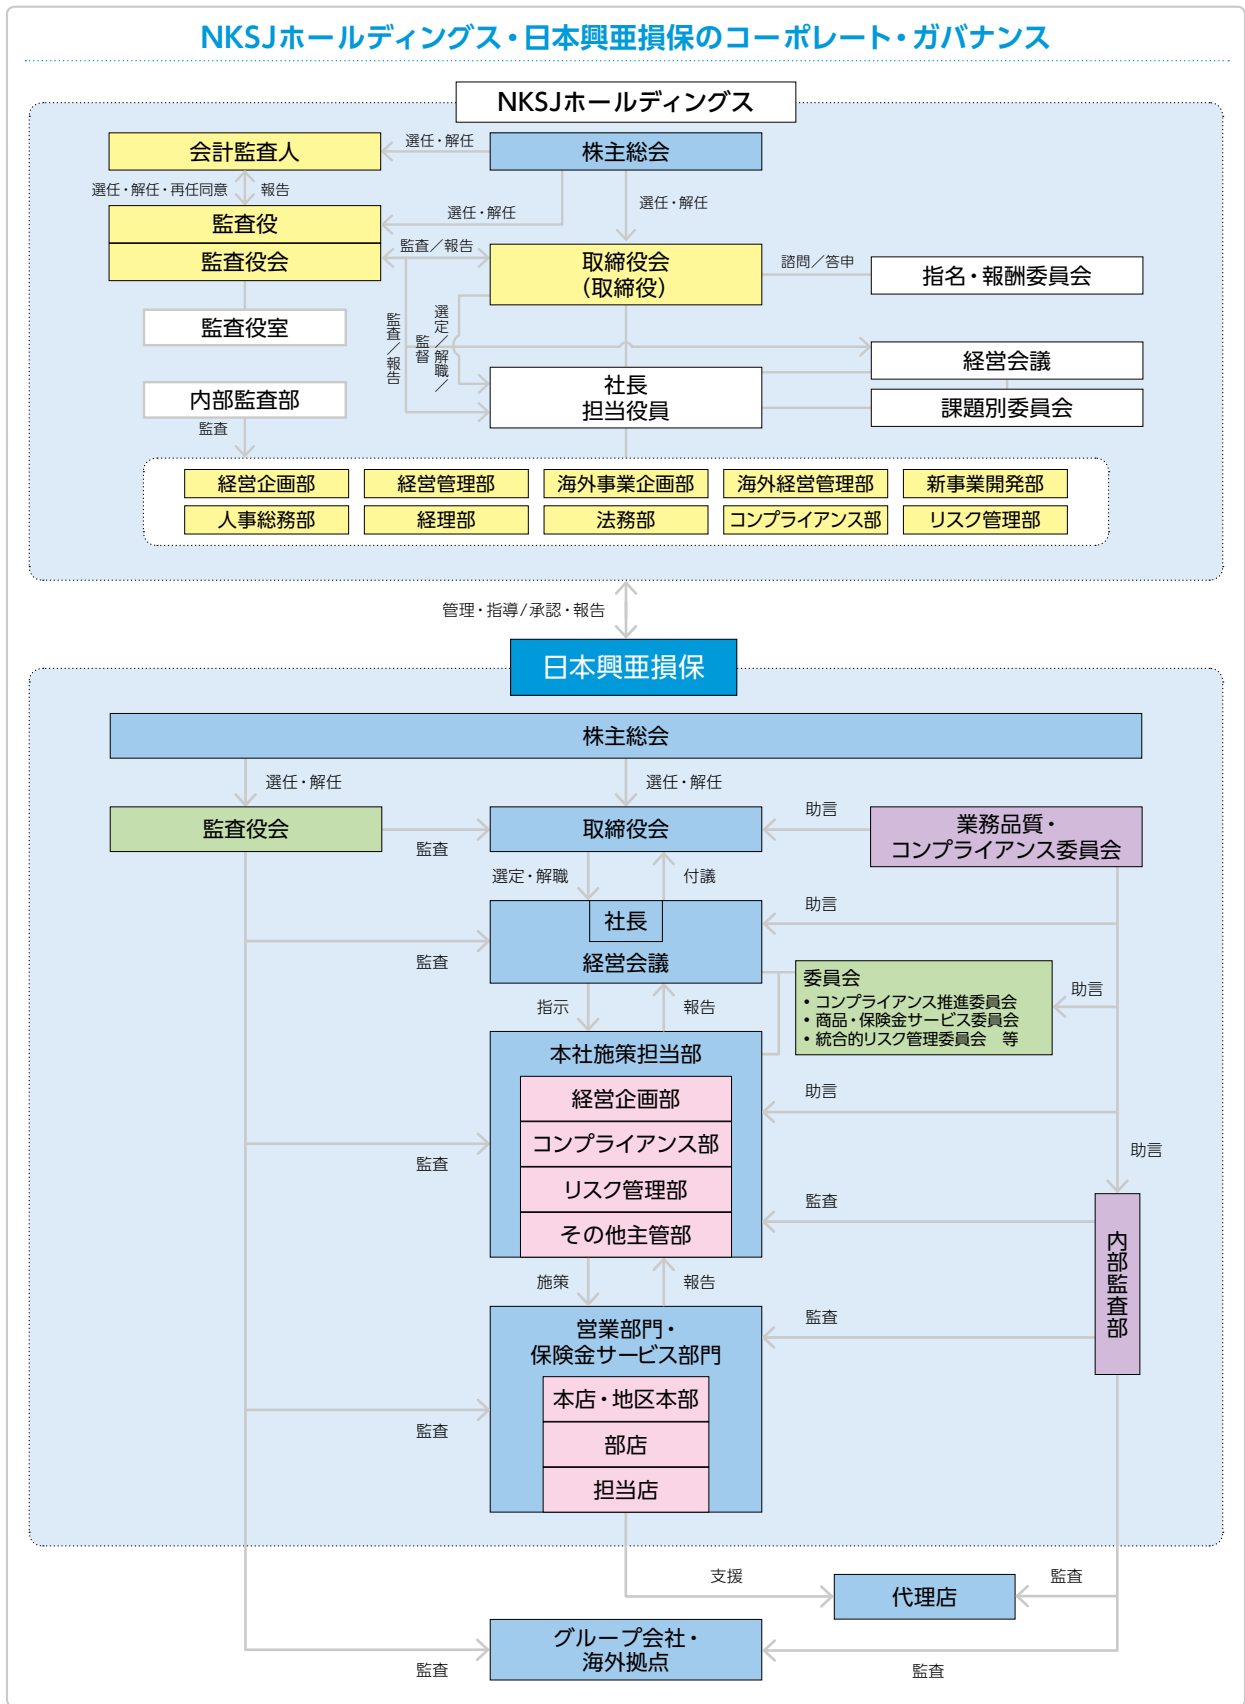 NKSJホールディングス・日本興亜損保のコーポレート・ガバナンス
NKSJホールディングス
会計監査人
選任・解任
株主総会
選任・解任・再任同意
報告
監査役
選任・解任
選任・解任
監査役会
監査／報告
取締役会
（取締役）
諮問／答申
指名・報酬委員会
監査役室
監査／報告
選定／解職／
監督
経営会議
社長
担当役員
課題別委員会
内部監査部
監査
経営企画部
経営管理部
海外事業企画部
海外経営管理部
新事業開発部
人事総務部
経理部
法務部
コンプライアンス部
リスク管理部
管理・指導/承認・報告
日本興亜損保
株主総会
選任・解任
選任・解任
監査役会
監査
取締役会
助言
業務品質・
コンプライアンス委員会
選定・解職
付議
社長
経営会議
助言
監査
委員会
・コンプライアンス推進委員会
・商品・保険金サービス委員会
・統合的リスク管理委員会　等
助言
指示
報告
本社施策担当部
経営企画部
コンプライアンス部
リスク管理部
その他主管部
助言
監査
助言
監査
内部監査部
施策
報告
営業部門・
保険金サービス部門
本店・地区本部
部店
担当店
監査
監査
支援
代理店
監査
グループ会社・
海外拠点
監査
監査